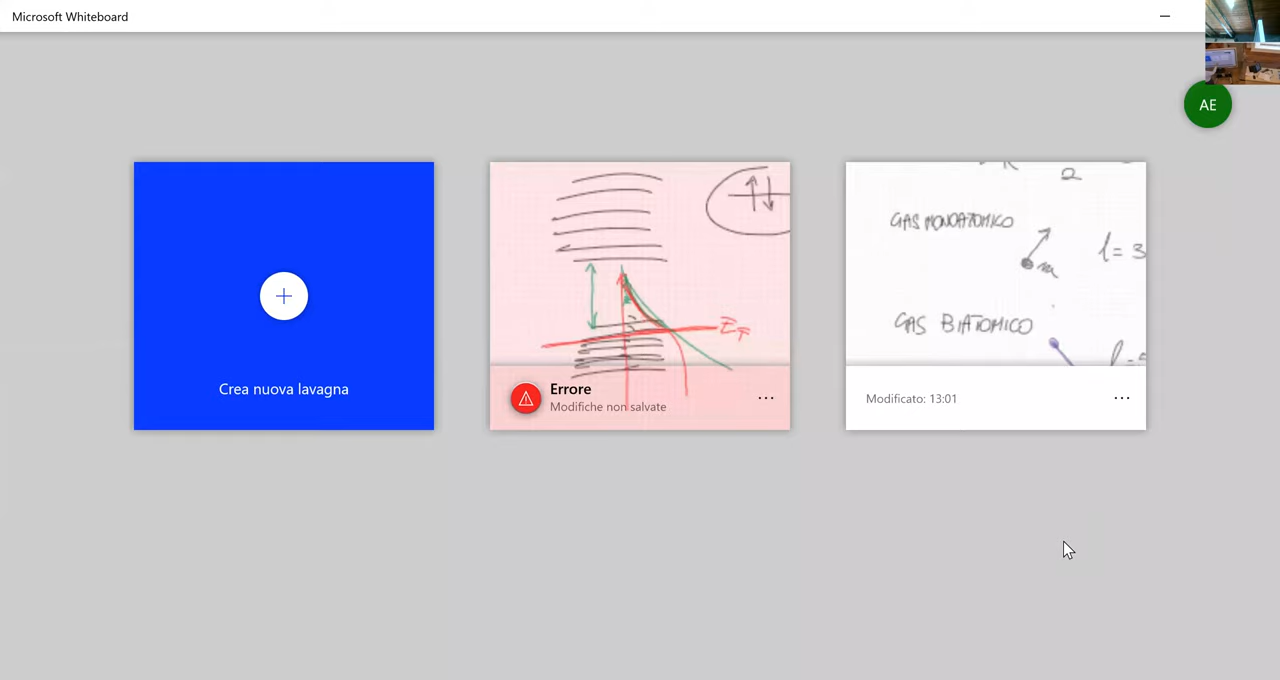 Microsoft Whiteboard
AE
Crea nuova lavagna
E_F
Errore
Modifiche non salvate
2
GAS MONOATOMICO
m
l = 3
GAS BIATOMICO
Modificato: 13:01